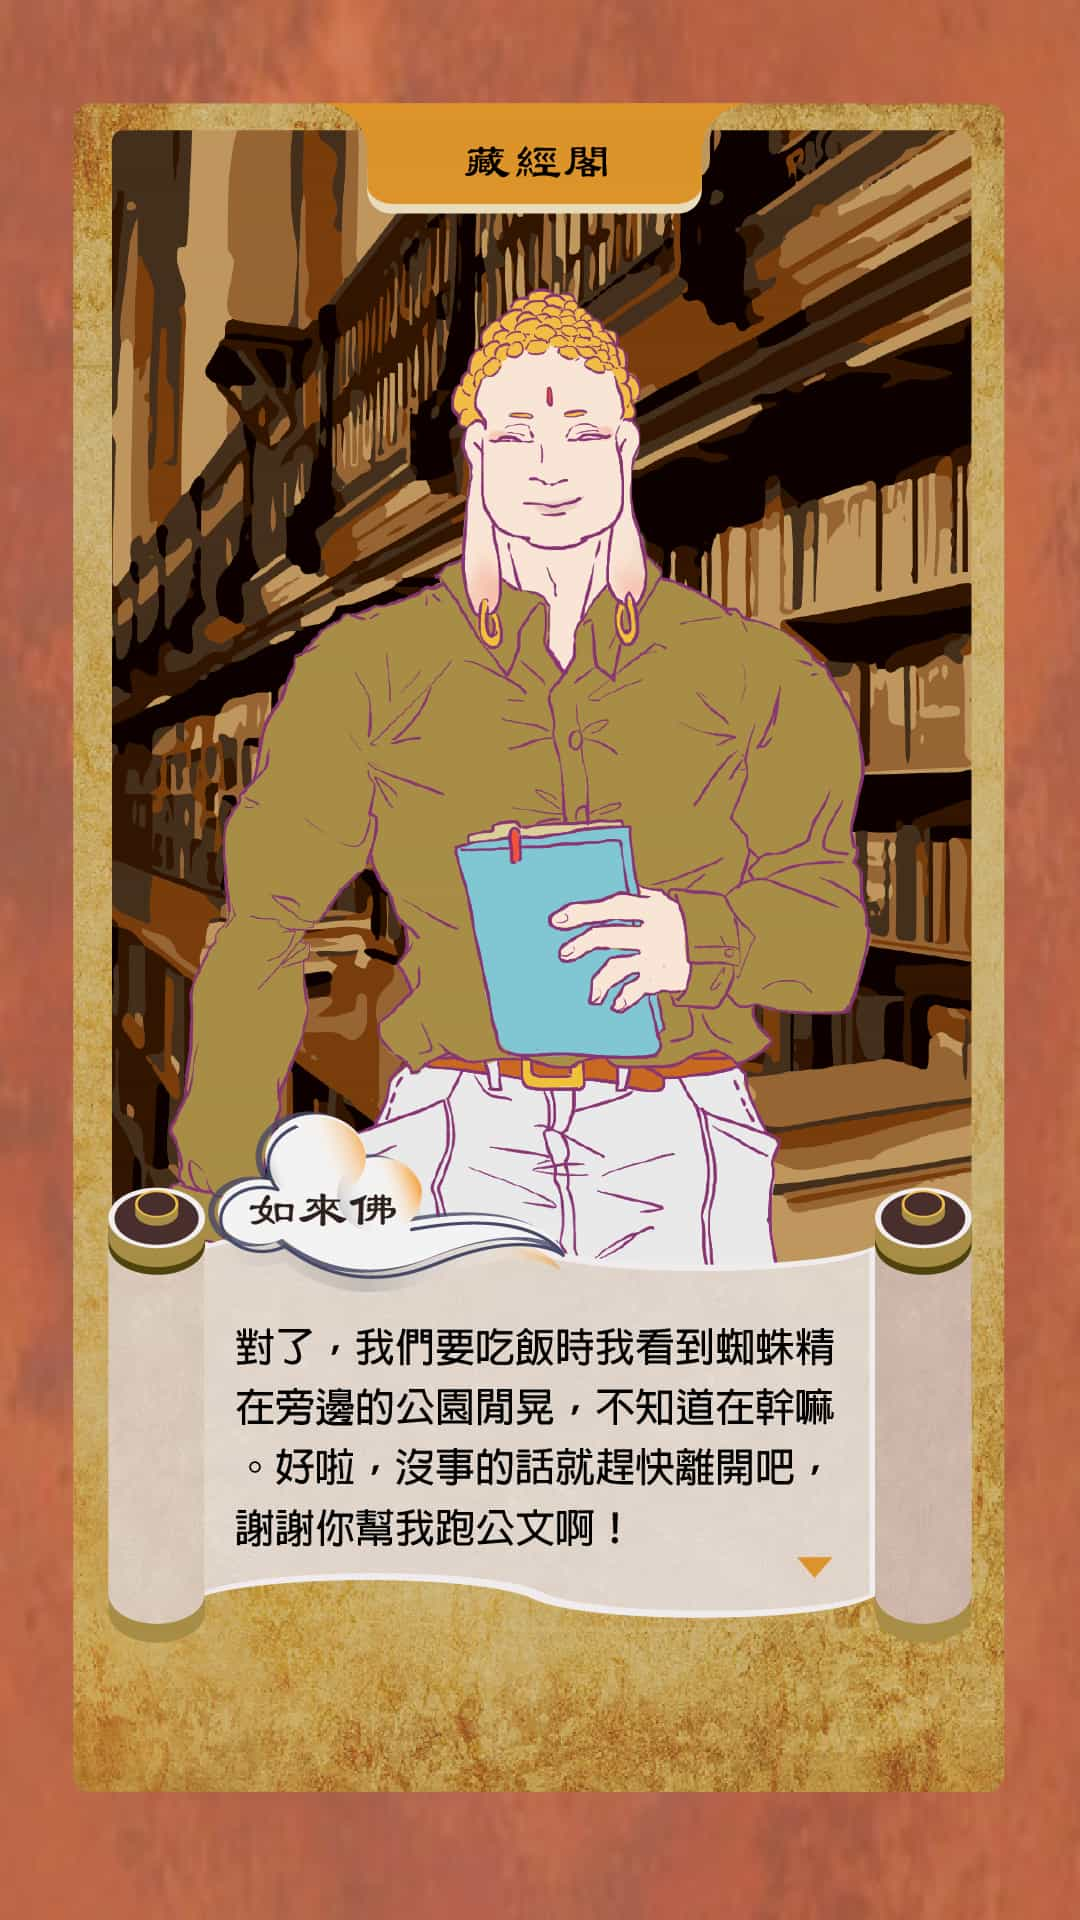 藏經閣
如來佛
對了，我們要吃飯時我看到蜘蛛精
在旁邊的公園閒晃，不知道在幹嘛
。好啦，沒事的話就趕快離開吧，
謝謝你幫我跑公文啊！